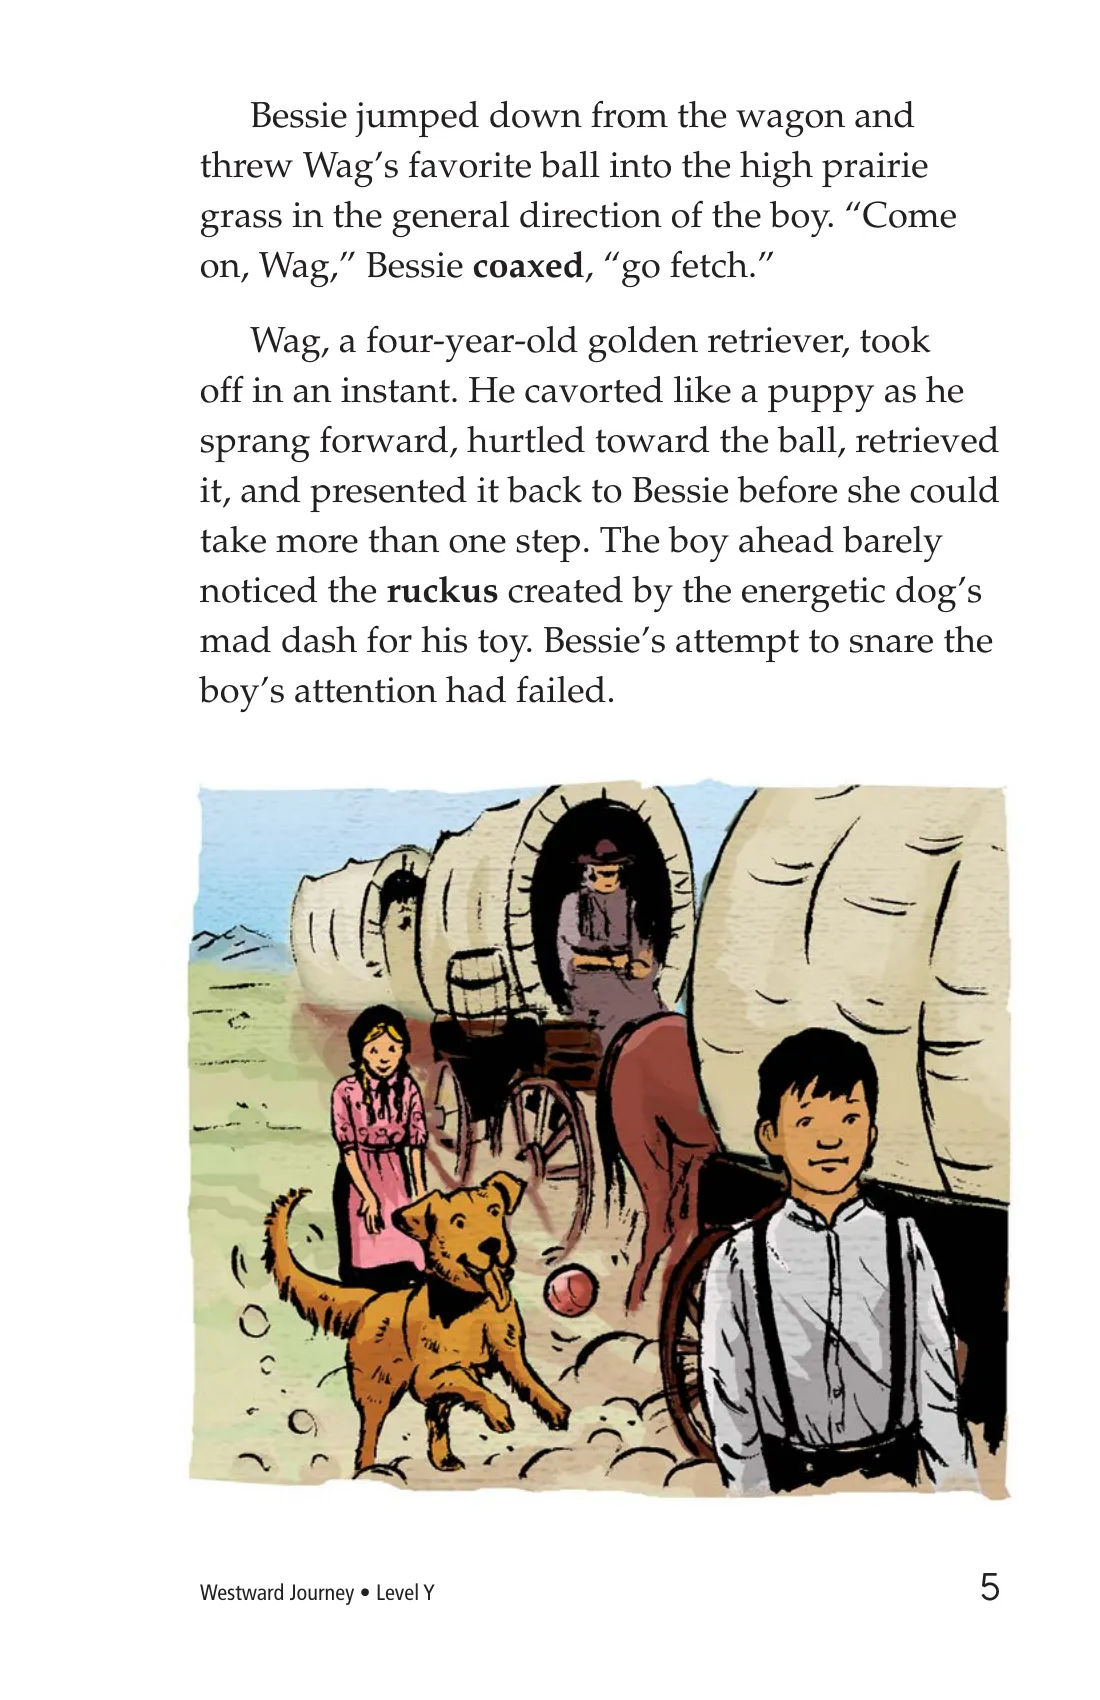 Bessie jumped down from the wagon and
threw Wag’s favorite ball into the high prairie
grass in the general direction of the boy. “Come
on, Wag,” Bessie coaxed, “go fetch.”
Wag, a four-year-old golden retriever, took
off in an instant. He cavorted like a puppy as he
sprang forward, hurtled toward the ball, retrieved
it, and presented it back to Bessie before she could
take more than one step. The boy ahead barely
noticed the ruckus created by the energetic dog’s
mad dash for his toy. Bessie’s attempt to snare the
boy’s attention had failed.
Westward Journey • Level Y
5